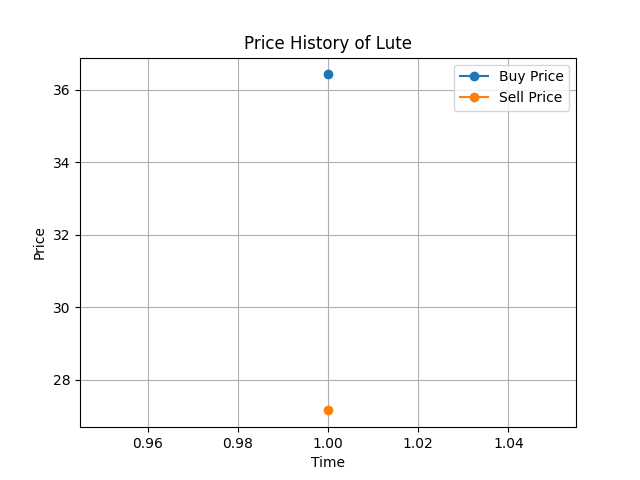 Price History of Lute
Buy Price
Sell Price
36
34
32
30
28
Price
0.96 0.98 1.00 1.02 1.04
Time